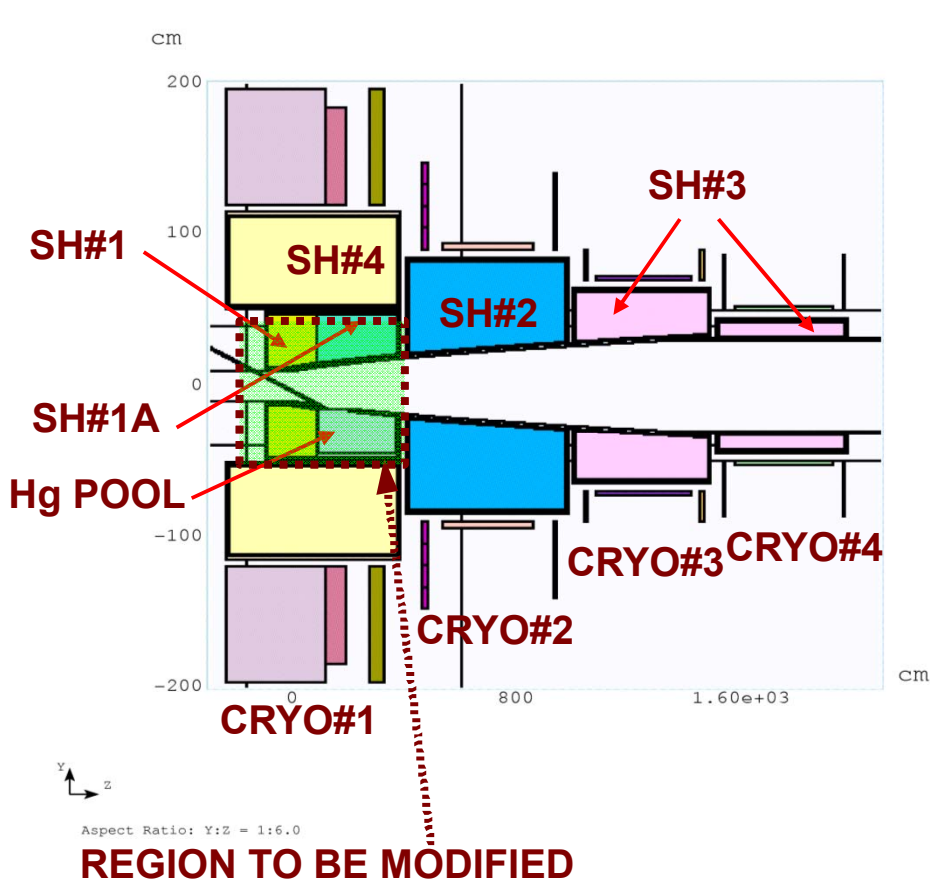 cm
200
SH#3
100
SH#1
SH#4
SH#2
0
SH#1A
Hg POOL
-100
CRYO#3
CRYO#4
CRYO#2
cm
-200
0
800
1.60e+03
CRYO#1
Y
Z
Aspect Ratio: Y:Z = 1:6.0
REGION TO BE MODIFIED